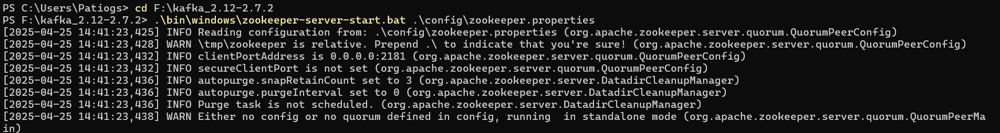 PS C:\Users\Patiogs> cd F:\kafka_2.12-2.7.2
PS F:\kafka_2.12-2.7.2> .\bin\windows\zookeeper-server-start.bat .\config\zookeeper.properties
[2025-04-25 14:41:23,425] INFO Reading configuration from: .\config\zookeeper.properties (org.apache.zookeeper.server.quorum.QuorumPeerConfig)
[2025-04-25 14:41:23,428] WARN \tmp\zookeeper is relative. Prepend .\ to indicate that you're sure! (org.apache.zookeeper.server.quorum.QuorumPeerConfig)
[2025-04-25 14:41:23,432] INFO clientPortAddress is 0.0.0.0:2181 (org.apache.zookeeper.server.quorum.QuorumPeerConfig)
[2025-04-25 14:41:23,432] INFO secureClientPort is not set (org.apache.zookeeper.server.quorum.QuorumPeerConfig)
[2025-04-25 14:41:23,436] INFO autopurge.snapRetainCount set to 3 (org.apache.zookeeper.server.DatadirCleanupManager)
[2025-04-25 14:41:23,436] INFO autopurge.purgeInterval set to 0 (org.apache.zookeeper.server.DatadirCleanupManager)
[2025-04-25 14:41:23,436] INFO Purge task is not scheduled. (org.apache.zookeeper.server.DatadirCleanupManager)
[2025-04-25 14:41:23,438] WARN Either no config or no quorum defined in config, running  in standalone mode (org.apache.zookeeper.server.quorum.QuorumPeerMa
in)